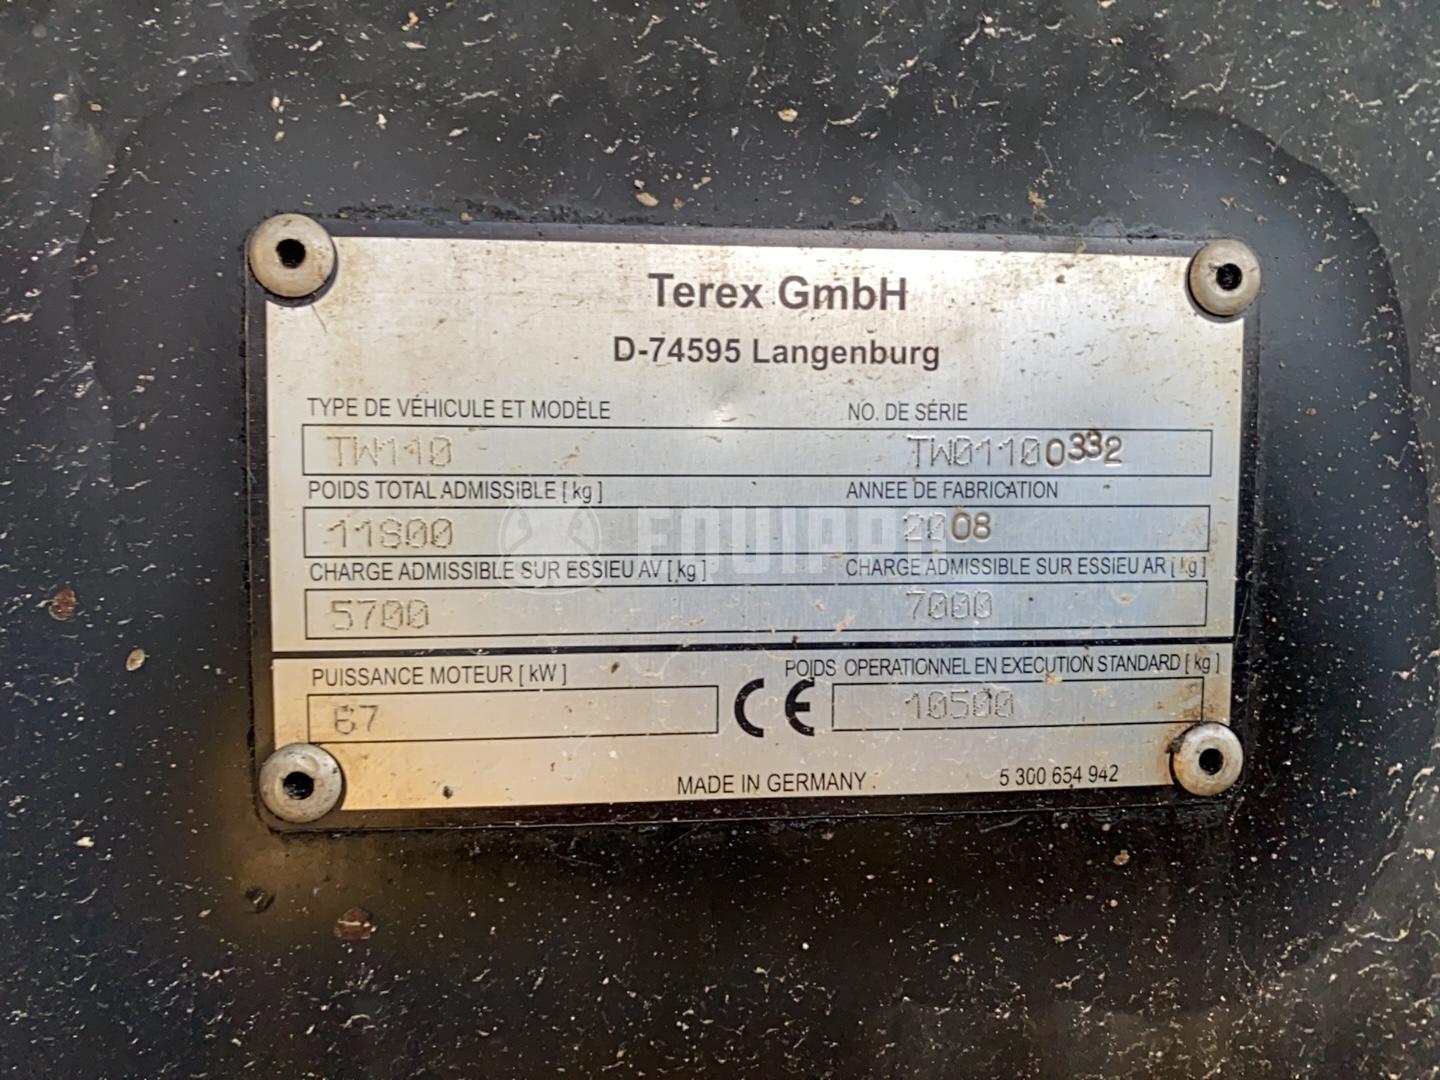 Terex GmbH
D-74595 Langenburg
TYPE DE VÉHICULE ET MODÈLE NO. DE SÉRIE
TW110 TW01100332
POIDS TOTAL ADMISSIBLE [ kg ] ANNEE DE FABRICATION
11800 2008
CHARGE ADMISSIBLE SUR ESSIEU AV [ kg ] CHARGE ADMISSIBLE SUR ESSIEU AR [ kg ]
5700 7000
PUISSANCE MOTEUR [ kW ] POIDS OPERATIONNEL EN EXECUTION STANDARD [ kg ]
67 CE 10500
MADE IN GERMANY 5 300 654 942